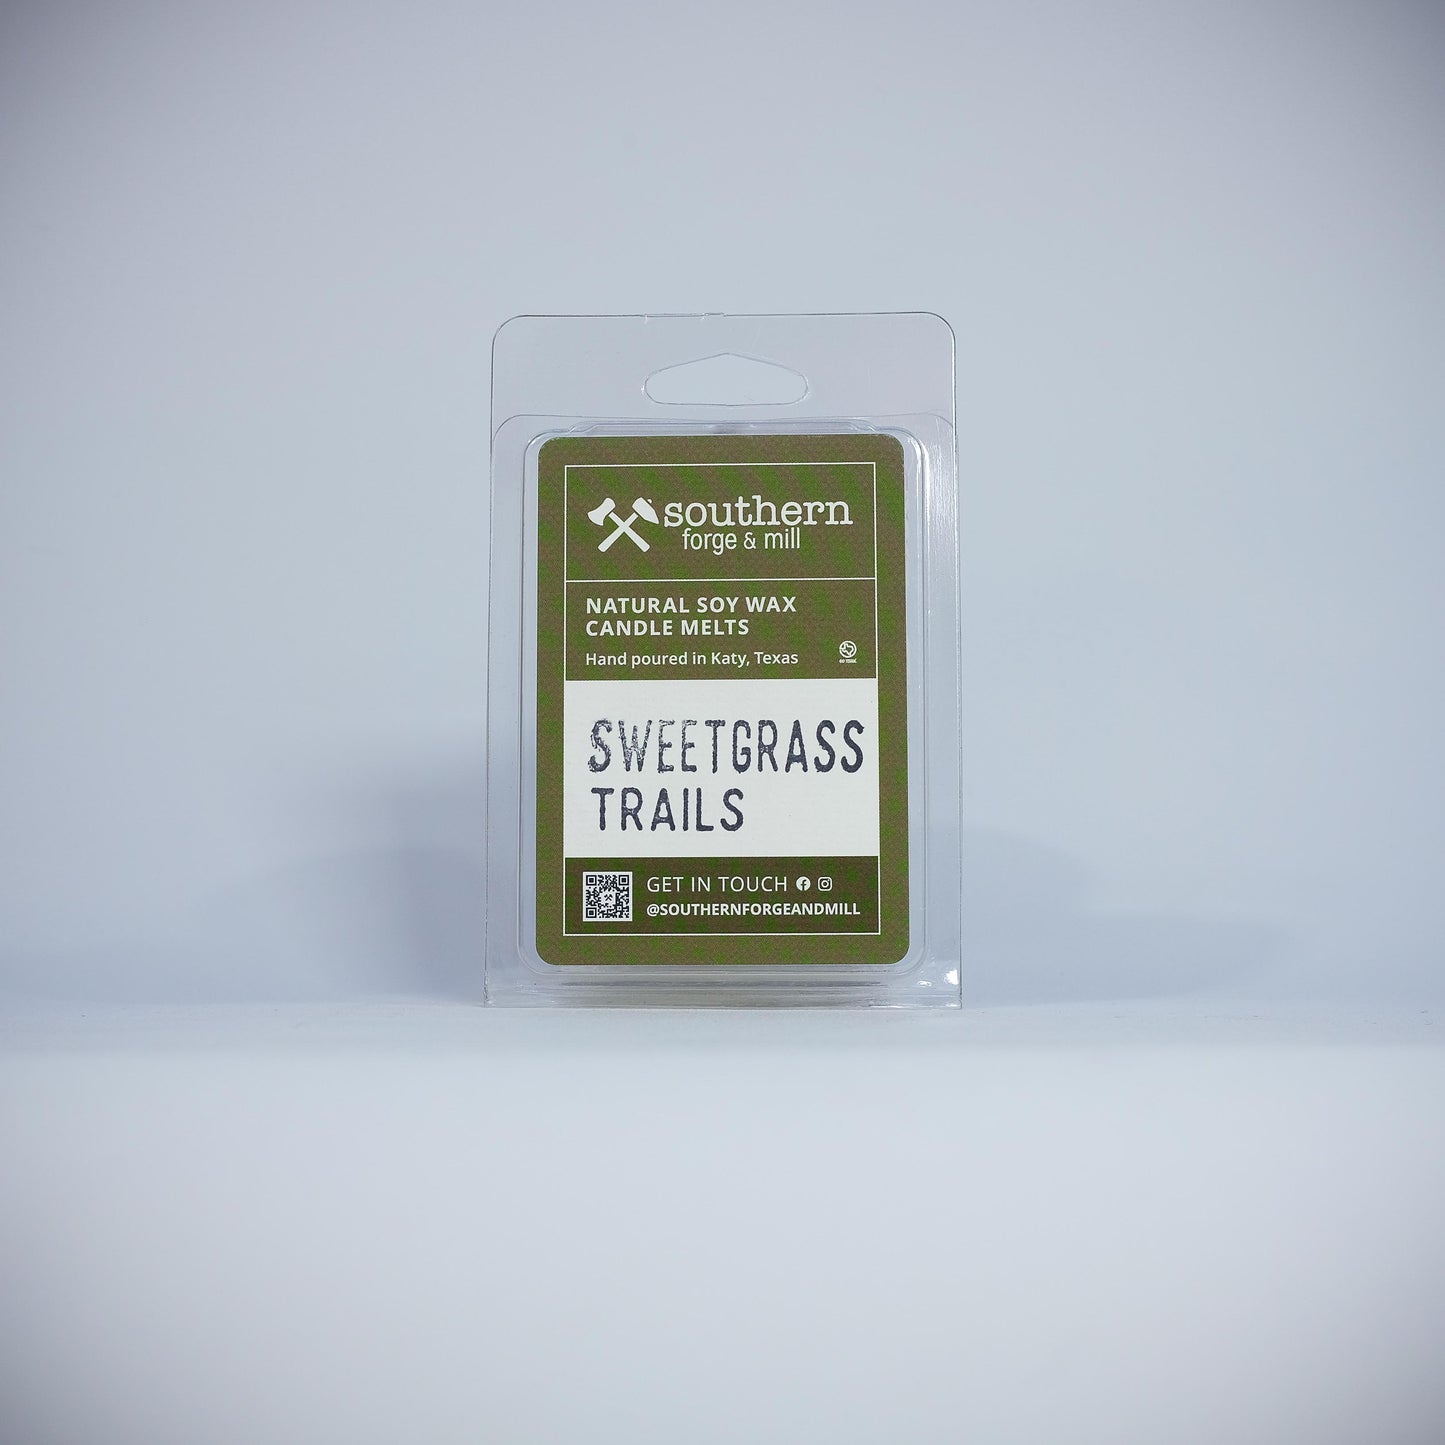 southern
forge & mill
NATURAL SOY WAX
CANDLE MELTS
Hand poured in Katy, Texas
SWEETGRASS
TRAILS
GET IN TOUCH
@SOUTHERNFORGEANDMILL